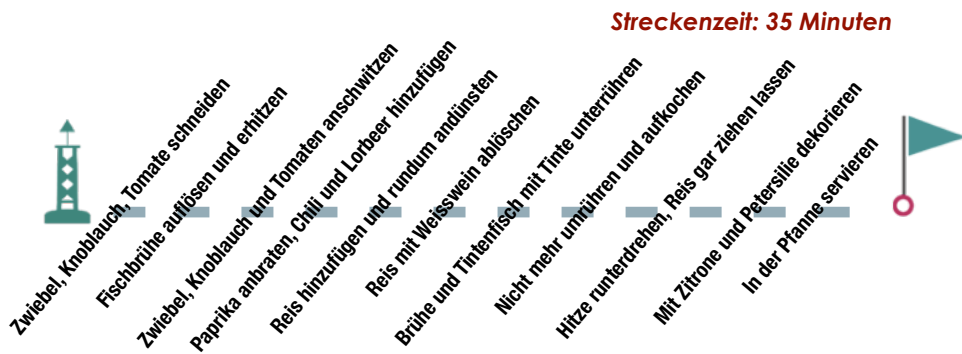 Streckenzeit: 35 Minuten
Zwiebel, Knoblauch, Tomate schneiden
Fischbrühe auflösen und erhitzen
Zwiebel, Knoblauch und Tomaten anschwitzen
Paprika anbraten, Chili und Lorbeer hinzufügen
Reis hinzufügen und rundum andünsten
Reis mit Weisswein ablöschen
Brühe und Tintenfisch mit Tinte unterrühren
Nicht mehr umrühren und aufkochen
Hitze runterdrehen, Reis gar ziehen lassen
Mit Zitrone und Petersilie dekorieren
In der Pfanne servieren